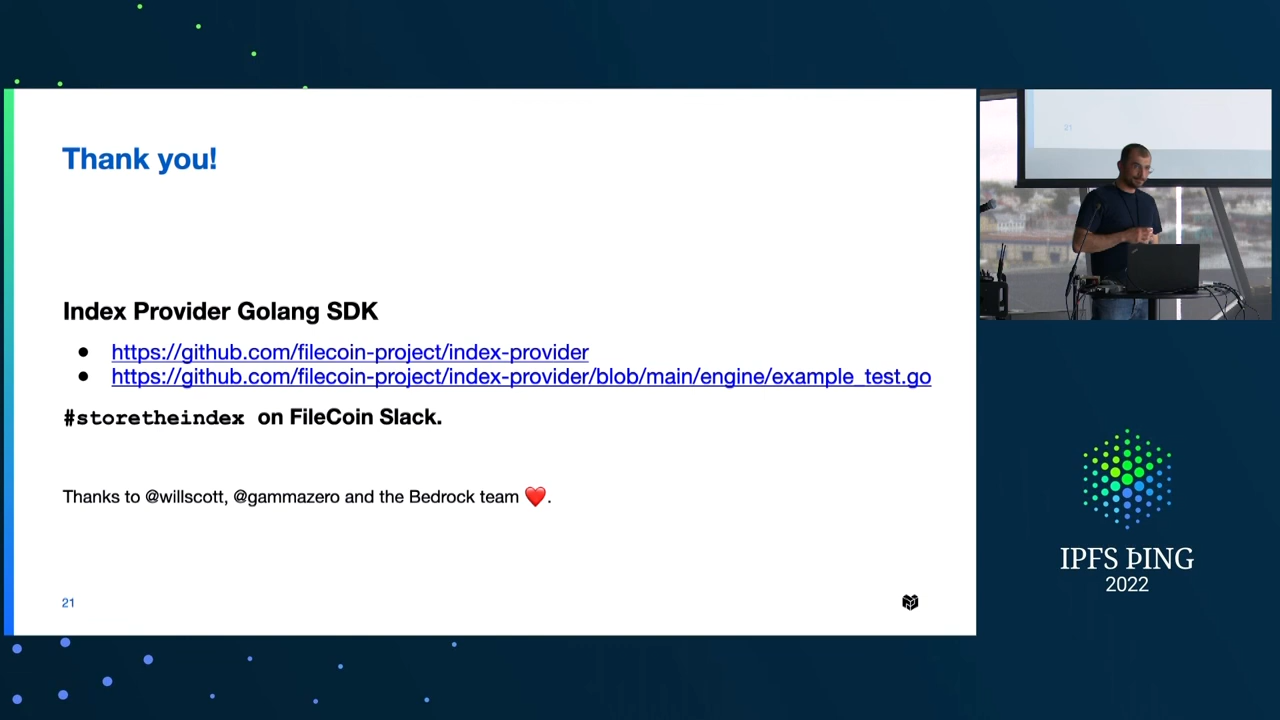 Thank you!
Index Provider Golang SDK
● https://github.com/filecoin-project/index-provider
● https://github.com/filecoin-project/index-provider/blob/main/engine/example_test.go
#storetheindex on FileCoin Slack.
Thanks to @willscott, @gammazero and the Bedrock team ❤️.
21
21
IPFS ÞING
2022